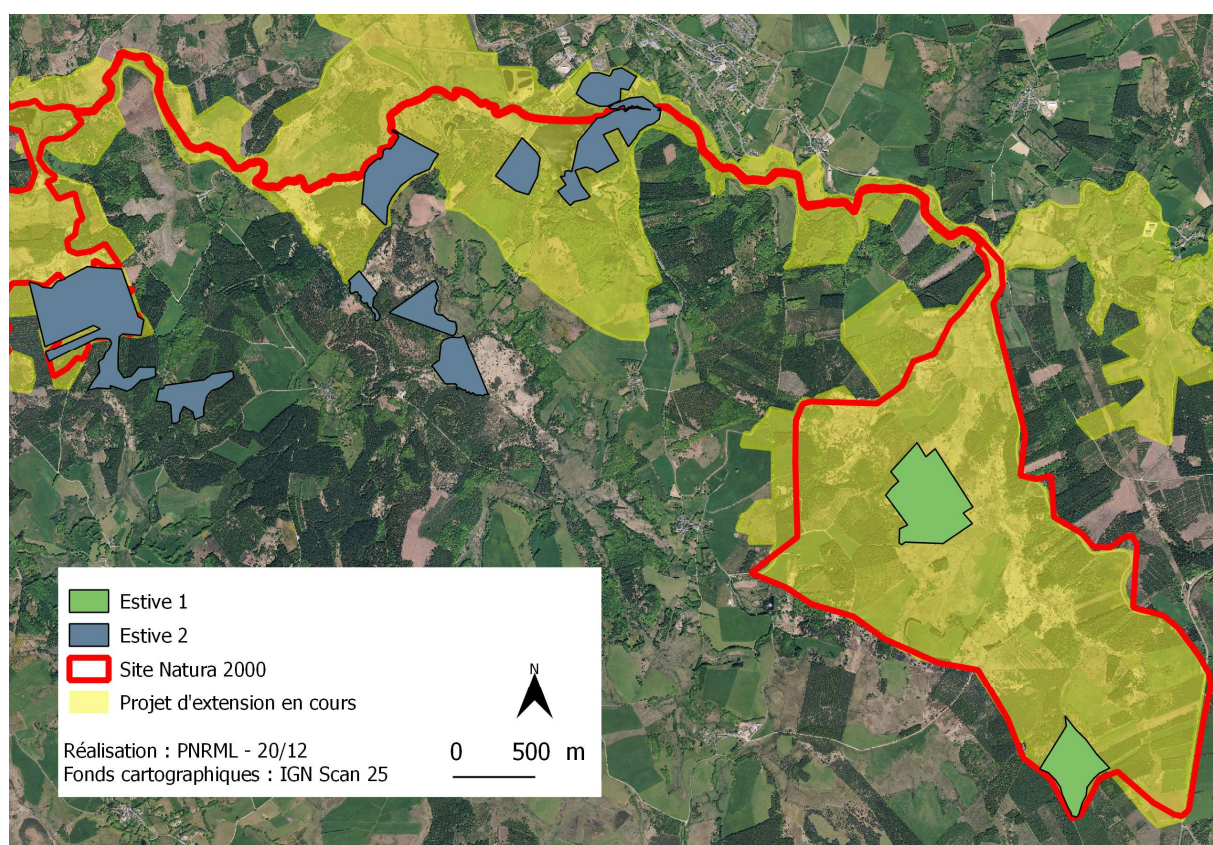 Estive 1
Estive 2
Site Natura 2000
Projet d'extension en cours
N
Réalisation : PNRML - 20/12
Fonds cartographiques : IGN Scan 25
0 500 m